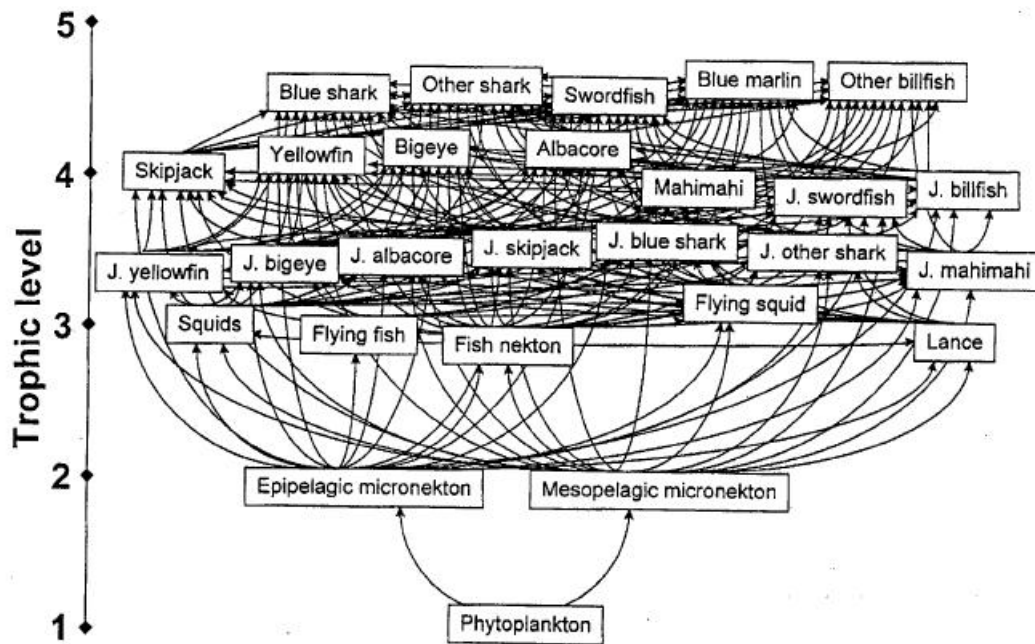 5
Blue shark
Other shark
Swordfish
Blue marlin
Other billfish
4
Skipjack
Yellowfin
Bigeye
Albacore
Mahimahi
J. swordfish
J. billfish
J. yellowfin
J. bigeye
J. albacore
J. skipjack
J. blue shark
J. other shark
J. mahimahi
Trophic level
3
Squids
Flying fish
Fish nekton
Flying squid
Lance
2
Epipelagic micronekton
Mesopelagic micronekton
1
Phytoplankton